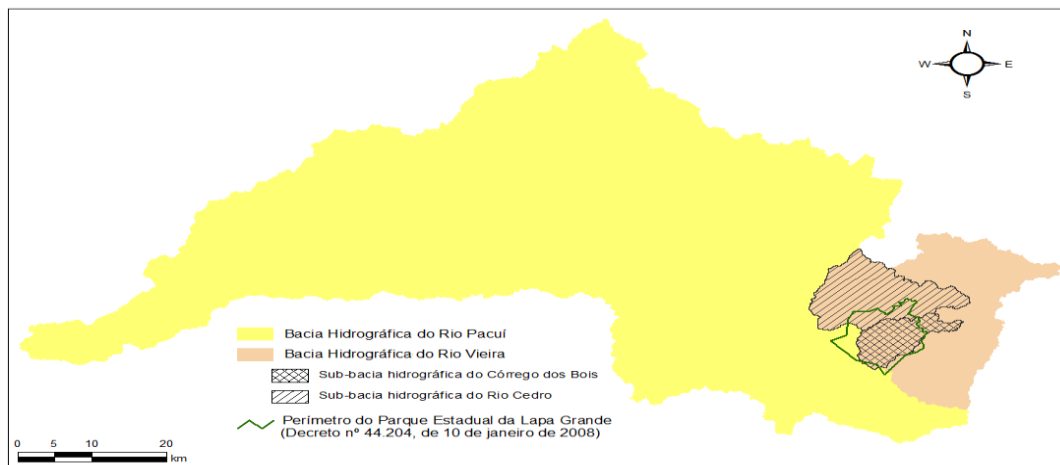 N
W E
S
Bacia Hidrográfica do Rio Pacuí
Bacia Hidrográfica do Rio Vieira
Sub-bacia hidrográfica do Córrego dos Bois
Sub-bacia hidrográfica do Rio Cedro
Perímetro do Parque Estadual da Lapa Grande
(Decreto nº 44.204, de 10 de janeiro de 2008)
0 5 10 20
km